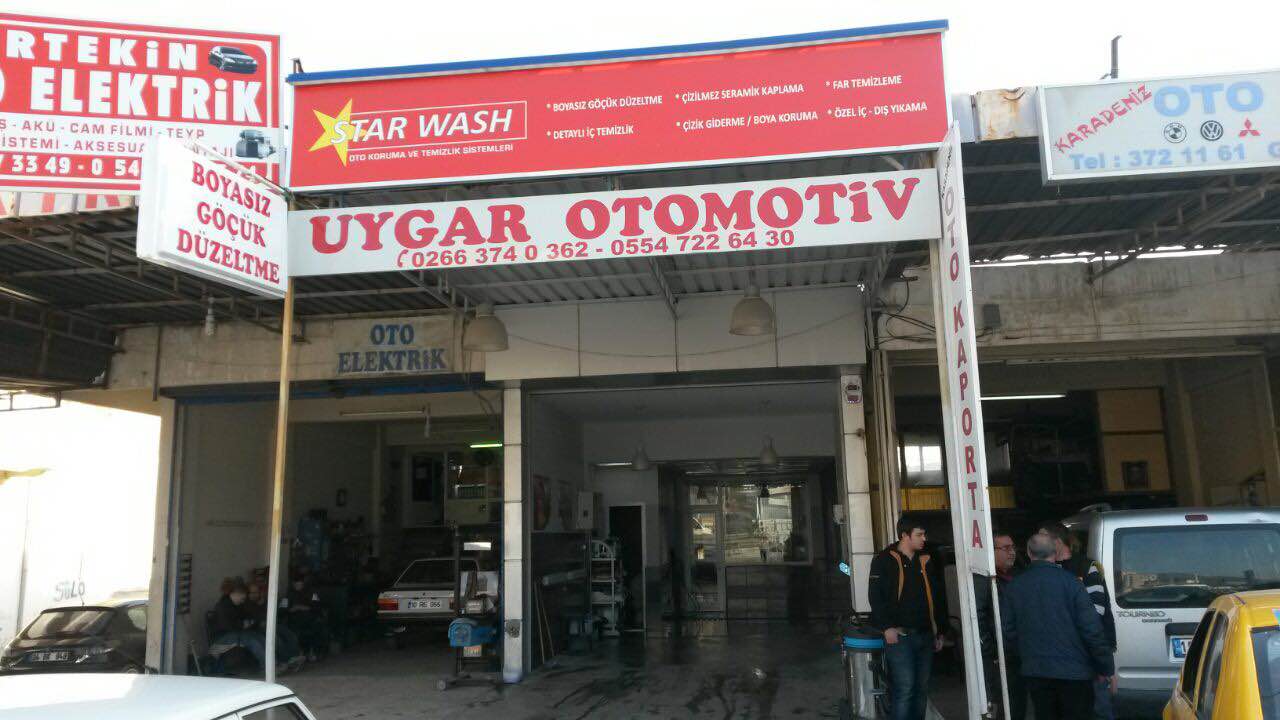 RTEKİN
ELEKTRİK
- AKÜ - CAM FİLMİ - TEYP
İSTEMİ - AKSESUA
33 49 - 0 54
BOYASIZ
GÖÇÜK
DÜZELTME
STAR WASH
OTO KORUMA VE TEMİZLİK SİSTEMLERİ
* BOYASIZ GÖÇÜK DÜZELTME * ÇİZİLMEZ SERAMİK KAPLAMA * FAR TEMİZLEME
* DETAYLI İÇ TEMİZLİK * ÇİZİK GİDERME / BOYA KORUMA * ÖZEL İÇ - DIŞ YIKAMA
UYGAR OTOMOTİV
0266 374 0 362 - 0554 722 64 30
KARADENİZ
OTO
Tel : 372 11 61
OTO
ELEKTRİK
OTO KAPORTA
TOURNEO